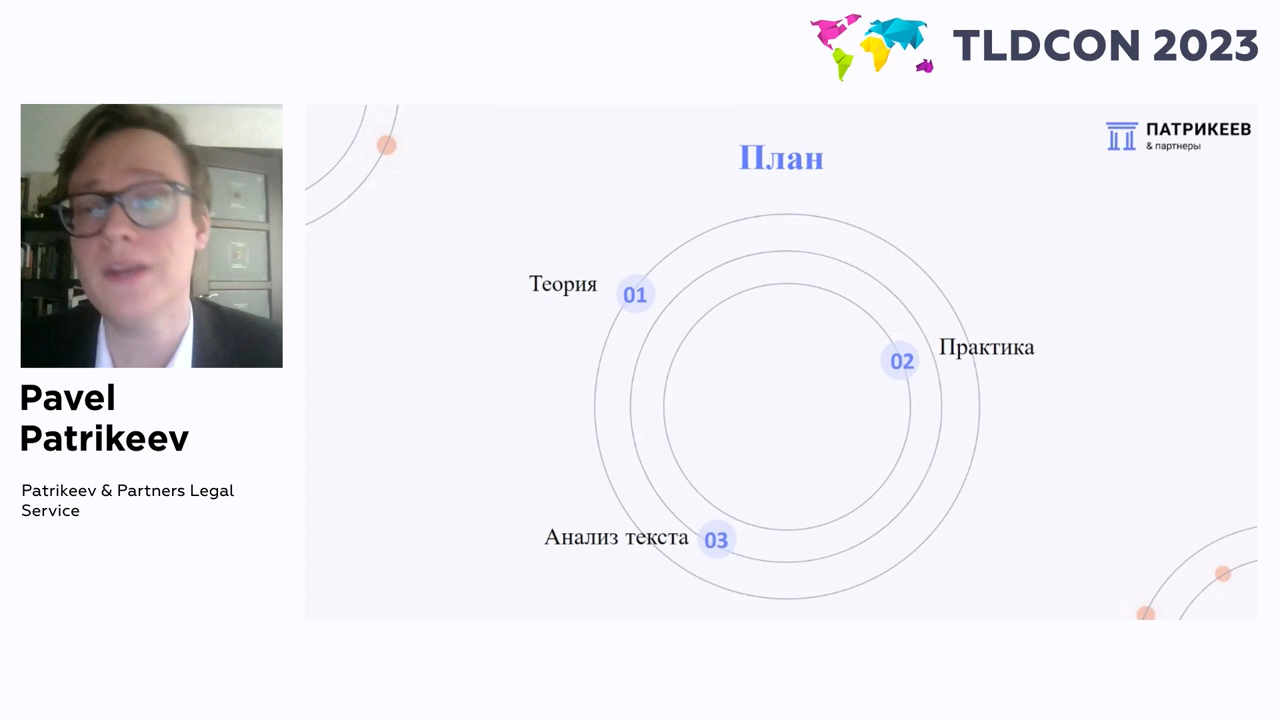 TLDCON 2023
ПАТРИКЕЕВ
& партнеры
План
Теория
01
02
Практика
Анализ текста
03
Pavel
Patrikeev
Patrikeev & Partners Legal
Service